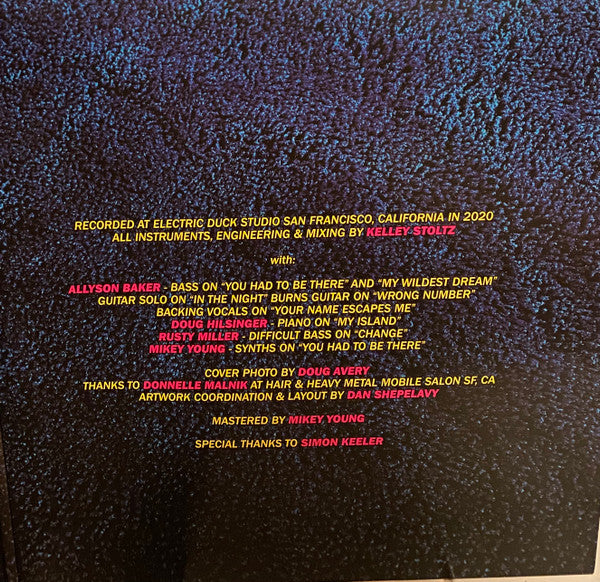 RECORDED AT ELECTRIC DUCK STUDIO SAN FRANCISCO, CALIFORNIA IN 2020
ALL INSTRUMENTS, ENGINEERING & MIXING BY KELLEY STOLTZ
with:
ALLYSON BAKER - BASS ON "YOU HAD TO BE THERE" AND "MY WILDEST DREAM"
GUITAR SOLO ON "IN THE NIGHT" BURNS GUITAR ON "WRONG NUMBER"
BACKING VOCALS ON "YOUR NAME ESCAPES ME"
DOUG HILSINGER - PIANO ON "MY ISLAND"
RUSTY MILLER - DIFFICULT BASS ON "CHANGE"
MIKEY YOUNG - SYNTHS ON "YOU HAD TO BE THERE"
COVER PHOTO BY DOUG AVERY
THANKS TO DONNELLE MALNIK AT HAIR & HEAVY METAL MOBILE SALON SF, CA
ARTWORK COORDINATION & LAYOUT BY DAN SHEPELAVY
MASTERED BY MIKEY YOUNG
SPECIAL THANKS TO SIMON KEELER